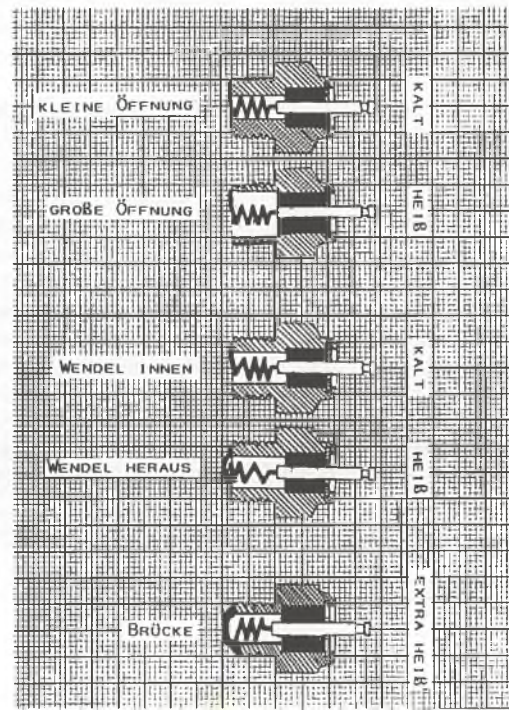 KLEINE ÖFFNUNG
KALT
GROßE ÖFFNUNG
HEIß
WENDEL INNEN
KALT
WENDEL HERAUS
HEIß
BRÜCKE
EXTRA HEIß